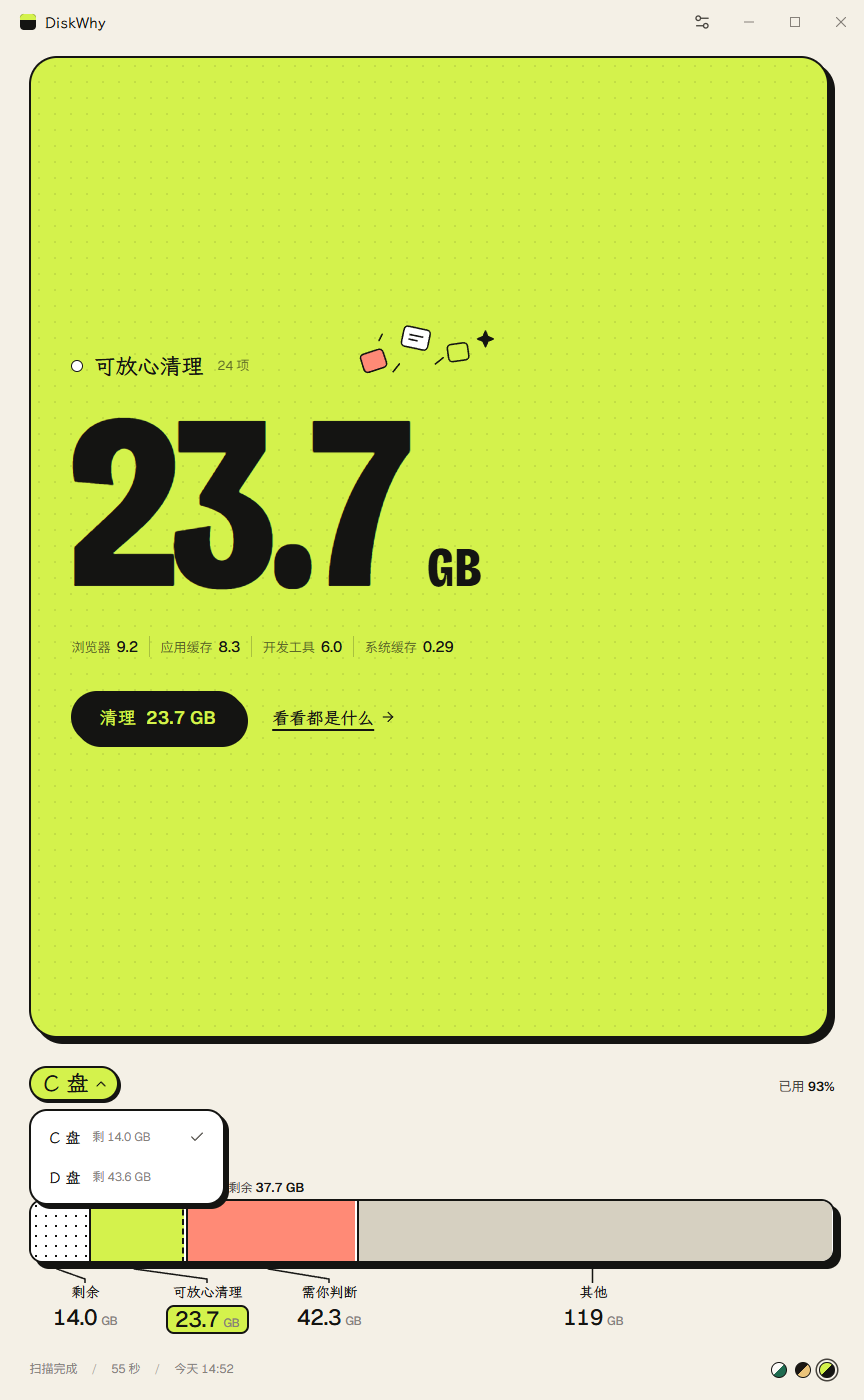 DiskWhy
可放心清理 24 项
23.7 GB
浏览器 9.2 应用缓存 8.3 开发工具 6.0 系统缓存 0.29
清理 23.7 GB 看看都是什么 →
C 盘 已用 93%
C 盘 剩 14.0 GB
D 盘 剩 43.6 GB
剩余 37.7 GB
剩余 可放心清理 需你判断 其他
14.0 GB 23.7 GB 42.3 GB 119 GB
扫描完成 / 55 秒 / 今天 14:52